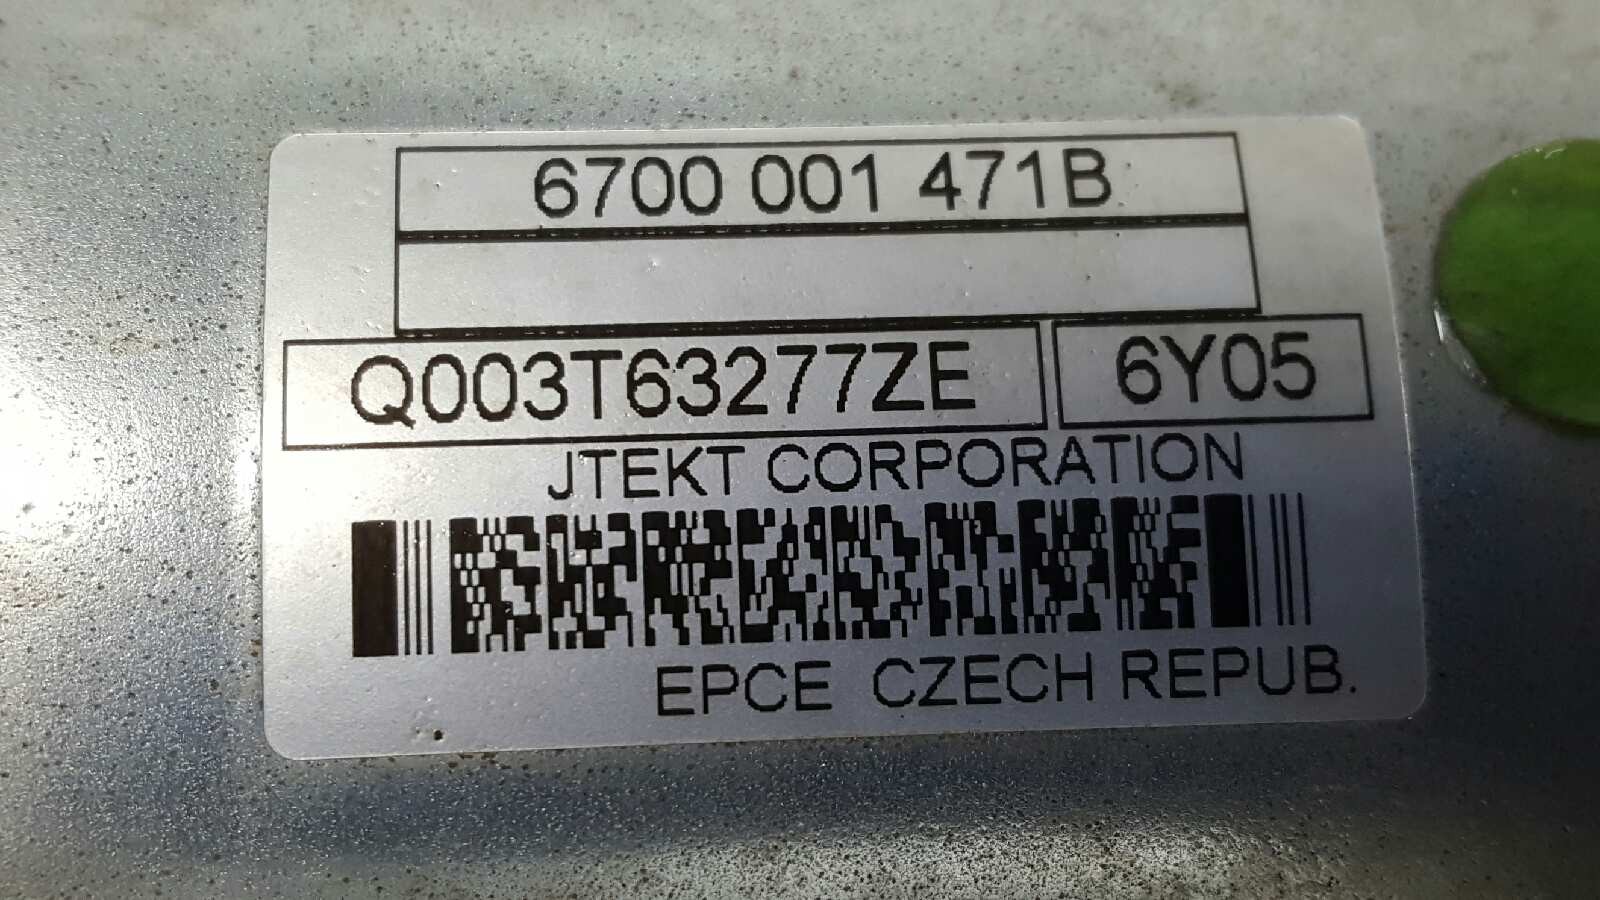 6700 001 471B
Q003T63277ZE 6Y05
JTEKT CORPORATION
EPCE CZECH REPUB.